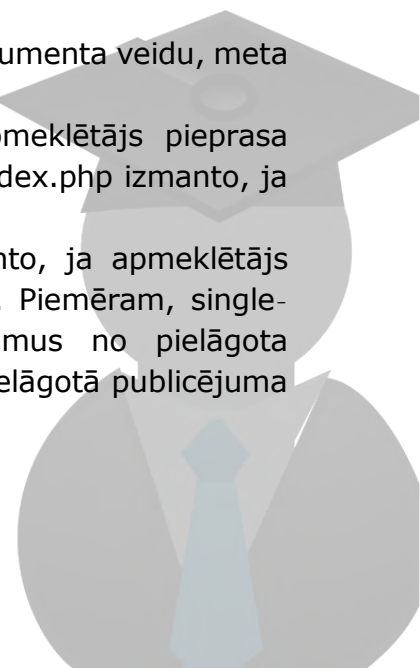 umenta veidu, meta
meklētājs pieprasa
dex.php izmanto, ja
nto, ja apmeklētājs
Piemēram, single-
mus no pielāgota
elāgotā publicējuma